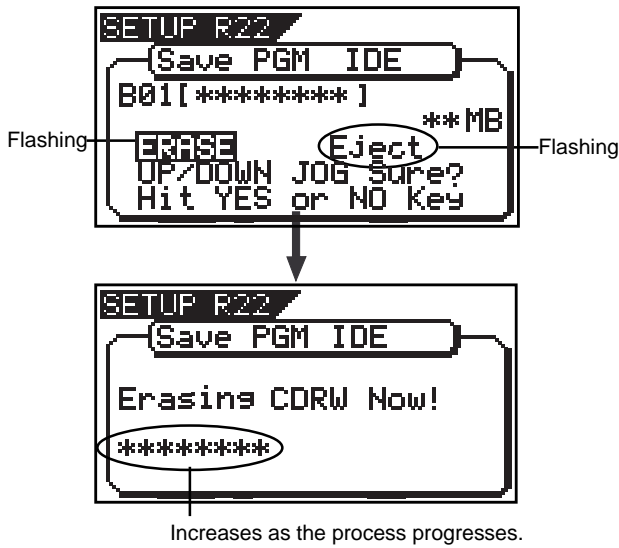 SETUP R22
Save PGM IDE
B01[******** ]
**MB
Flashing ERASE Eject Flashing
UP/DOWN JOG Sure?
Hit YES or NO Key
SETUP R22
Save PGM IDE
Erasing CDRW Now!
********
Increases as the process progresses.